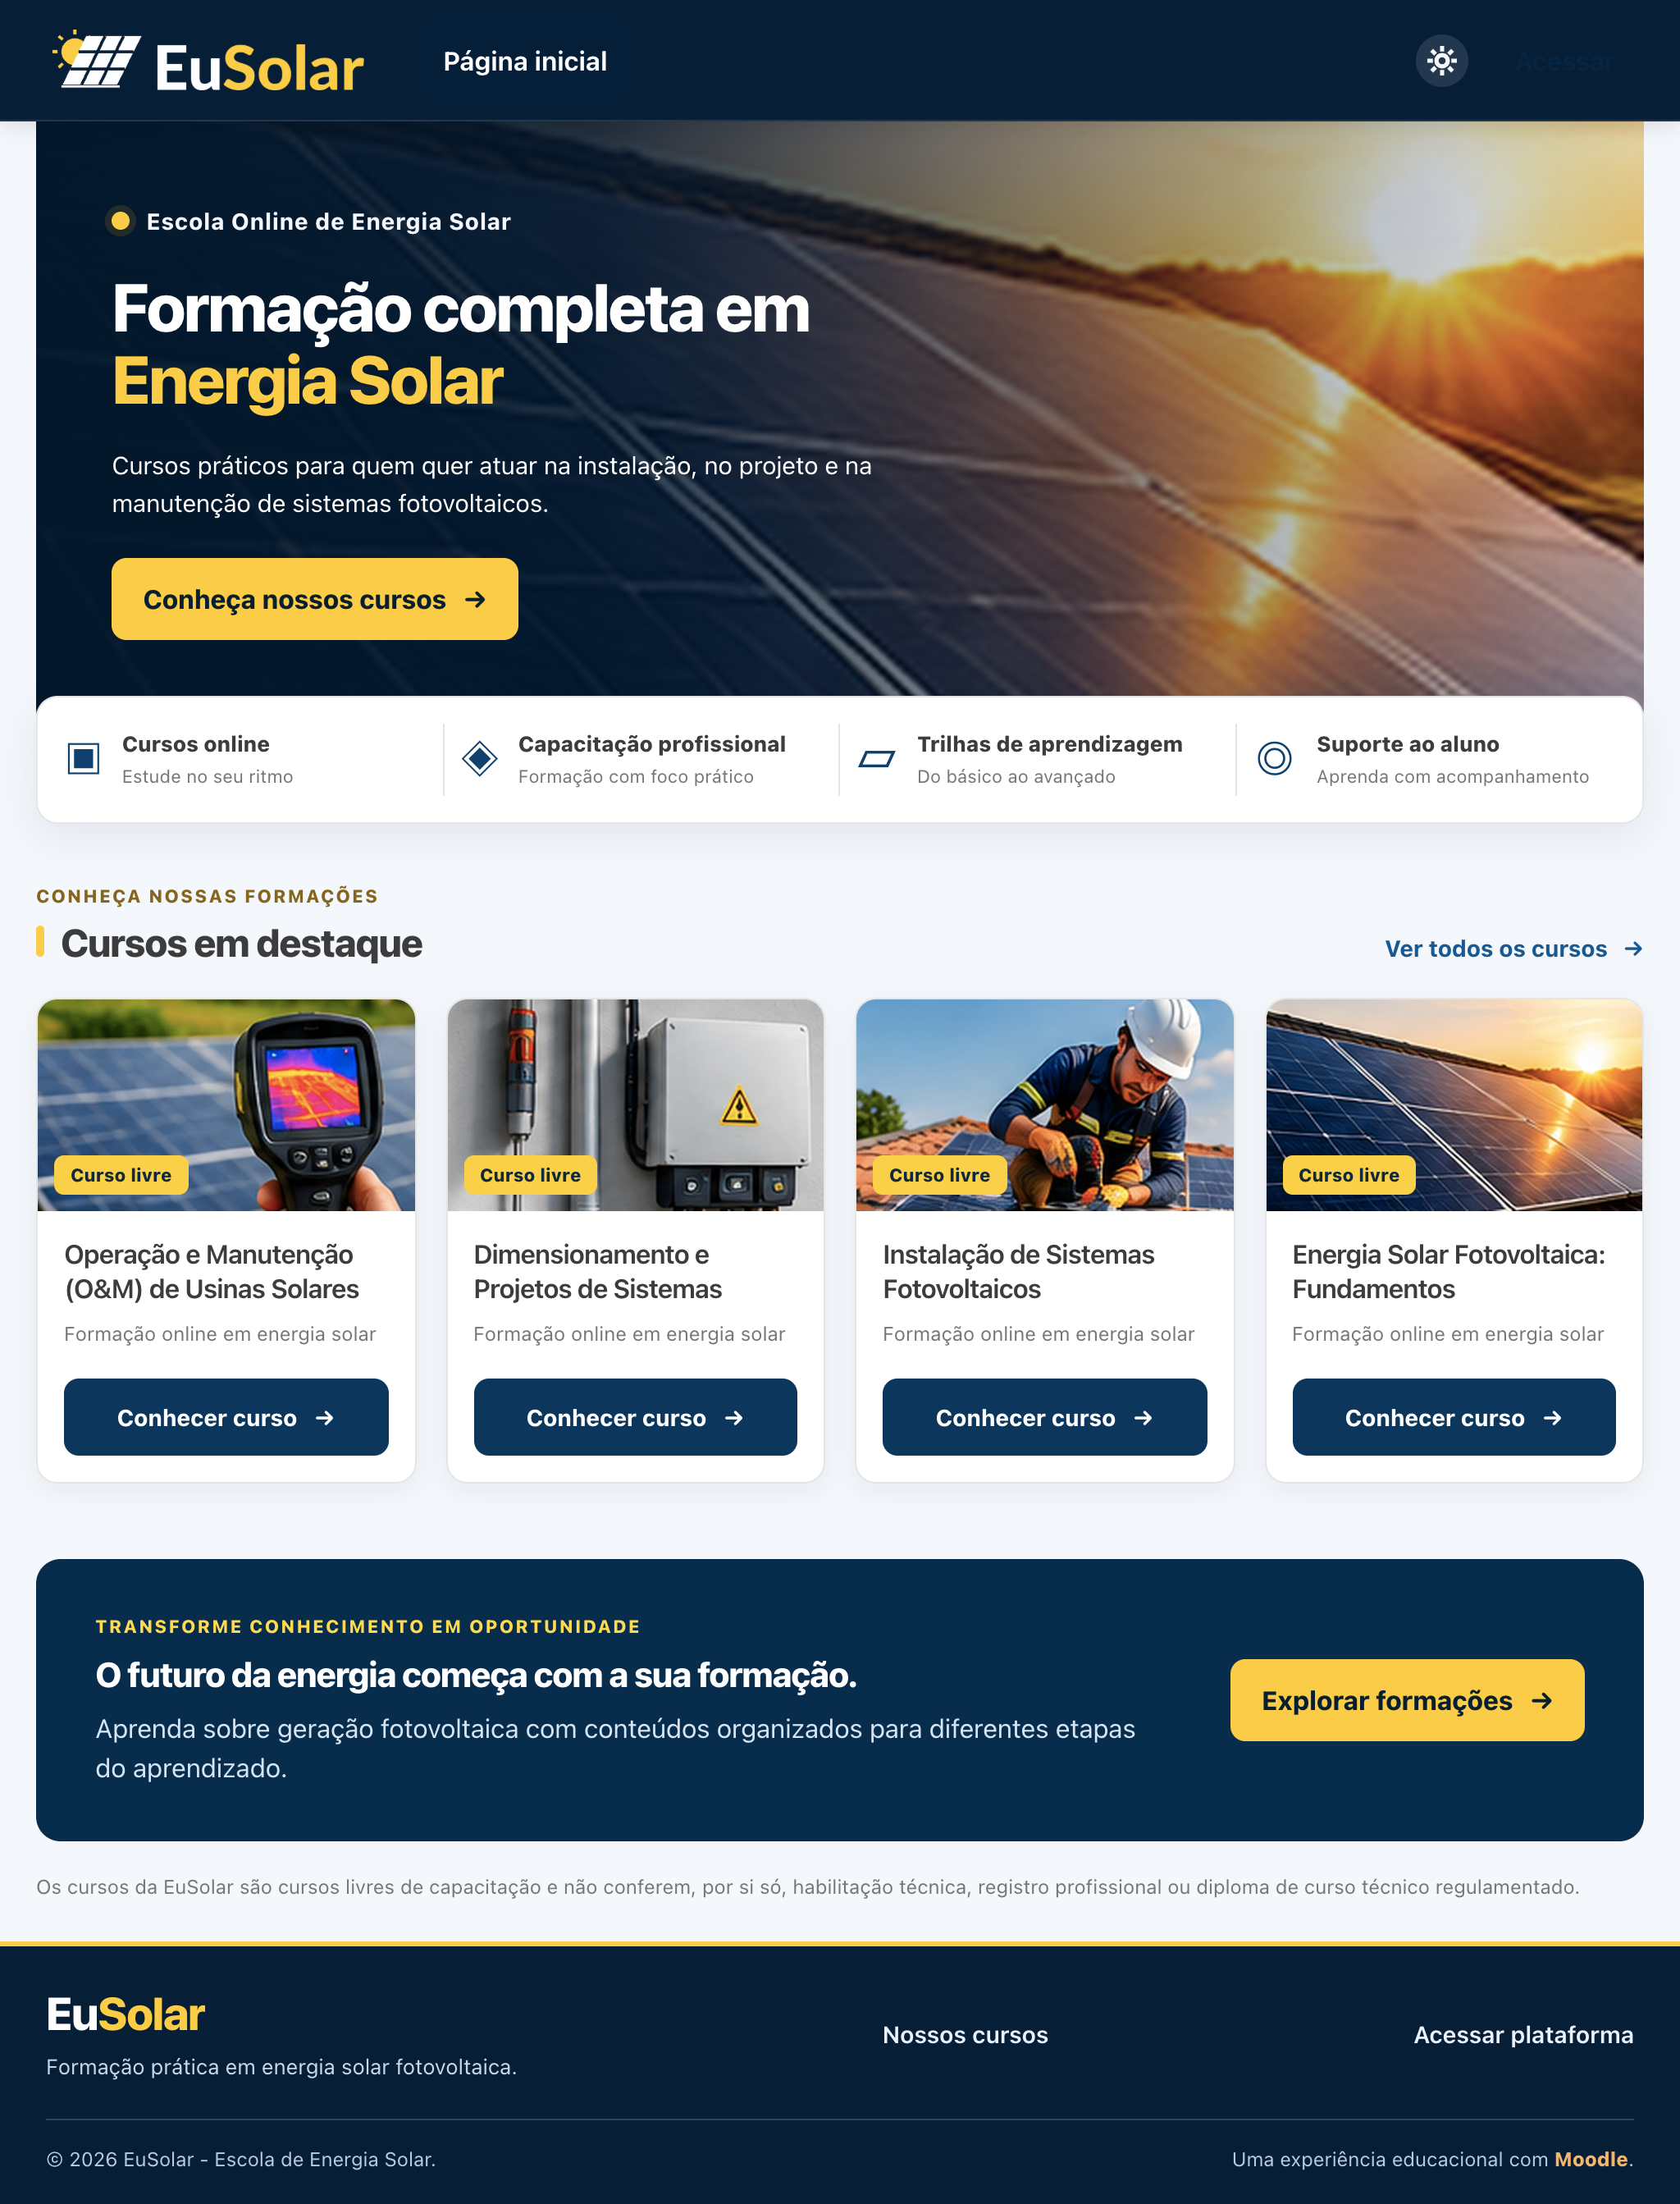 EuSolar
Página inicial
Acessar
Escola Online de Energia Solar
Formação completa em
Energia Solar
Cursos práticos para quem quer atuar na instalação, no projeto e na
manutenção de sistemas fotovoltaicos.
Conheça nossos cursos →
Cursos online
Estude no seu ritmo
Capacitação profissional
Formação com foco prático
Trilhas de aprendizagem
Do básico ao avançado
Suporte ao aluno
Aprenda com acompanhamento
CONHEÇA NOSSAS FORMAÇÕES
Cursos em destaque
Ver todos os cursos →
Curso livre
Operação e Manutenção
(O&M) de Usinas Solares
Formação online em energia solar
Conhecer curso →
Curso livre
Dimensionamento e
Projetos de Sistemas
Formação online em energia solar
Conhecer curso →
Curso livre
Instalação de Sistemas
Fotovoltaicos
Formação online em energia solar
Conhecer curso →
Curso livre
Energia Solar Fotovoltaica:
Fundamentos
Formação online em energia solar
Conhecer curso →
TRANSFORME CONHECIMENTO EM OPORTUNIDADE
O futuro da energia começa com a sua formação.
Aprenda sobre geração fotovoltaica com conteúdos organizados para diferentes etapas
do aprendizado.
Explorar formações →
Os cursos da EuSolar são cursos livres de capacitação e não conferem, por si só, habilitação técnica, registro profissional ou diploma de curso técnico regulamentado.
EuSolar
Formação prática em energia solar fotovoltaica.
Nossos cursos
Acessar plataforma
© 2026 EuSolar - Escola de Energia Solar.
Uma experiência educacional com Moodle.